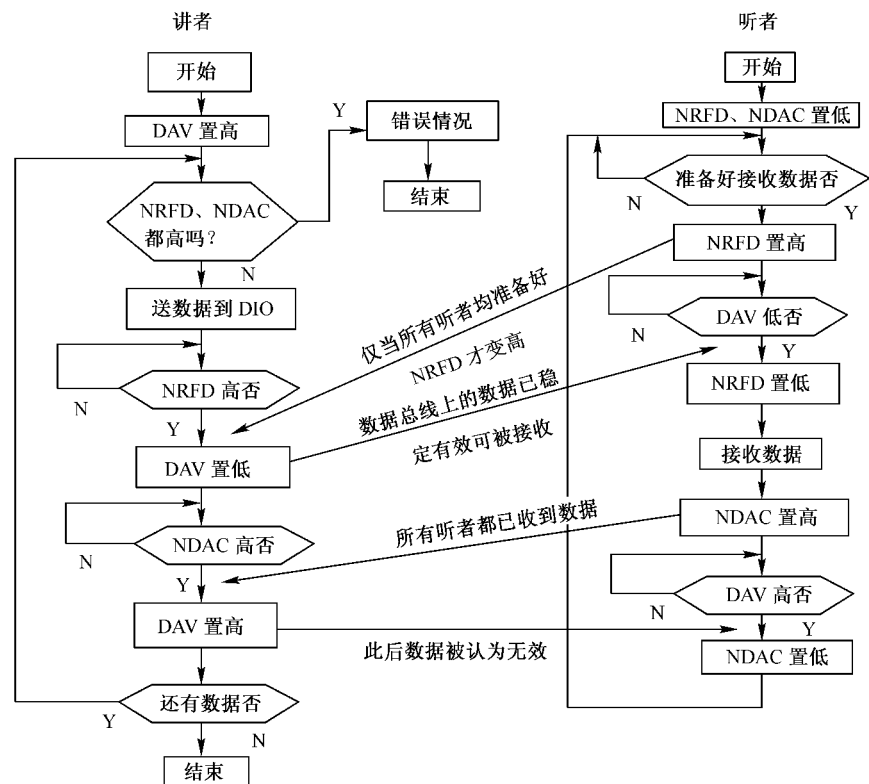 讲者
开始
DAV 置高
NRFD、NDAC
都高吗？
Y
错误情况
结束
N
送数据到 DIO
NRFD 高否
N
Y
DAV 置低
NDAC 高否
N
Y
DAV 置高
还有数据否
Y
N
结束
仅当所有听者均准备好
NRFD 才变高
数据总线上的数据已稳
定有效可被接收
所有听者都已收到数据
此后数据被认为无效
听者
开始
NRFD、NDAC 置低
准备好接收数据否
N
Y
NRFD 置高
DAV 低否
N
Y
NRFD 置低
接收数据
NDAC 置高
DAV 高否
N
Y
NDAC 置低